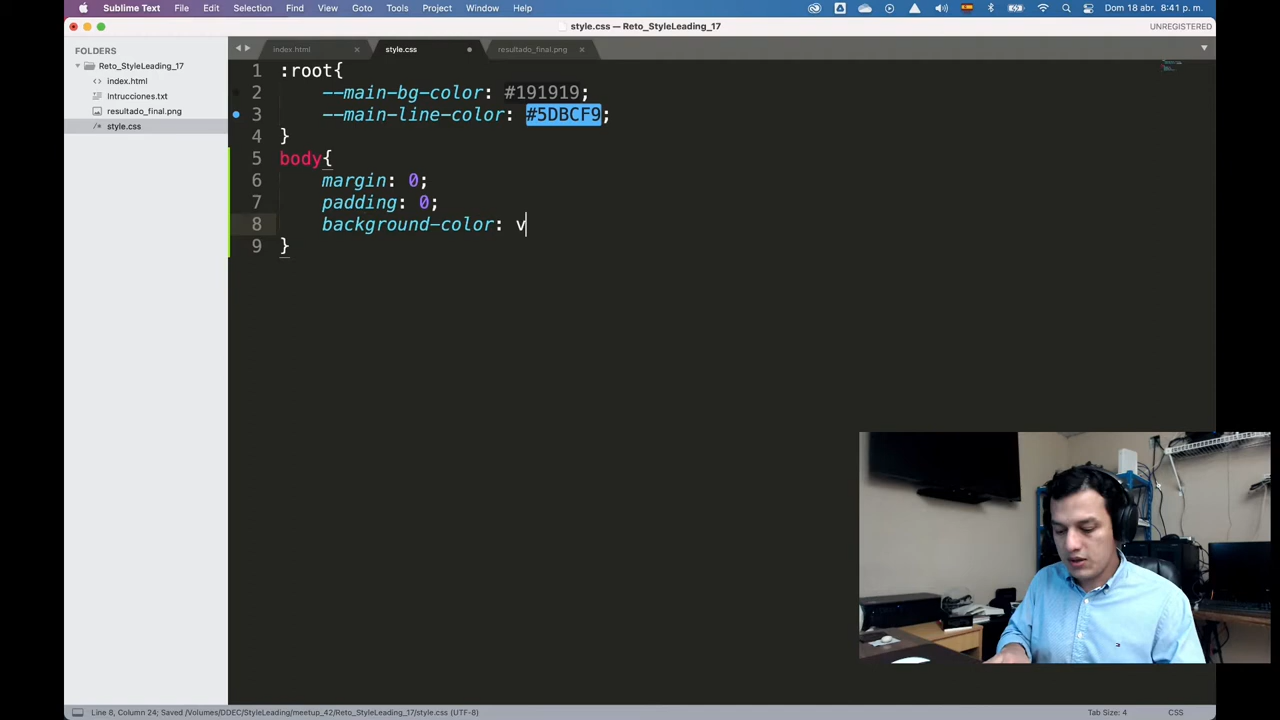 Sublime Text File Edit Selection Find View Goto Tools Project Window Help Dom 18 abr. 8:41 p. m.
style.css — Reto_StyleLeading_17 UNREGISTERED
FOLDERS
Reto_StyleLeading_17
index.html
Intrucciones.txt
resultado_final.png
style.css
index.html style.css resultado_final.png
1 :root{
2 --main-bg-color: #191919;
3 --main-line-color: #5DBCF9;
4 }
5 body{
6 margin: 0;
7 padding: 0;
8 background-color: v
9 }
Line 8, Column 24; Saved /Volumes/DDEC/StyleLeading/meetup_42/Reto_StyleLeading_17/style.css (UTF-8) Tab Size: 4 CSS